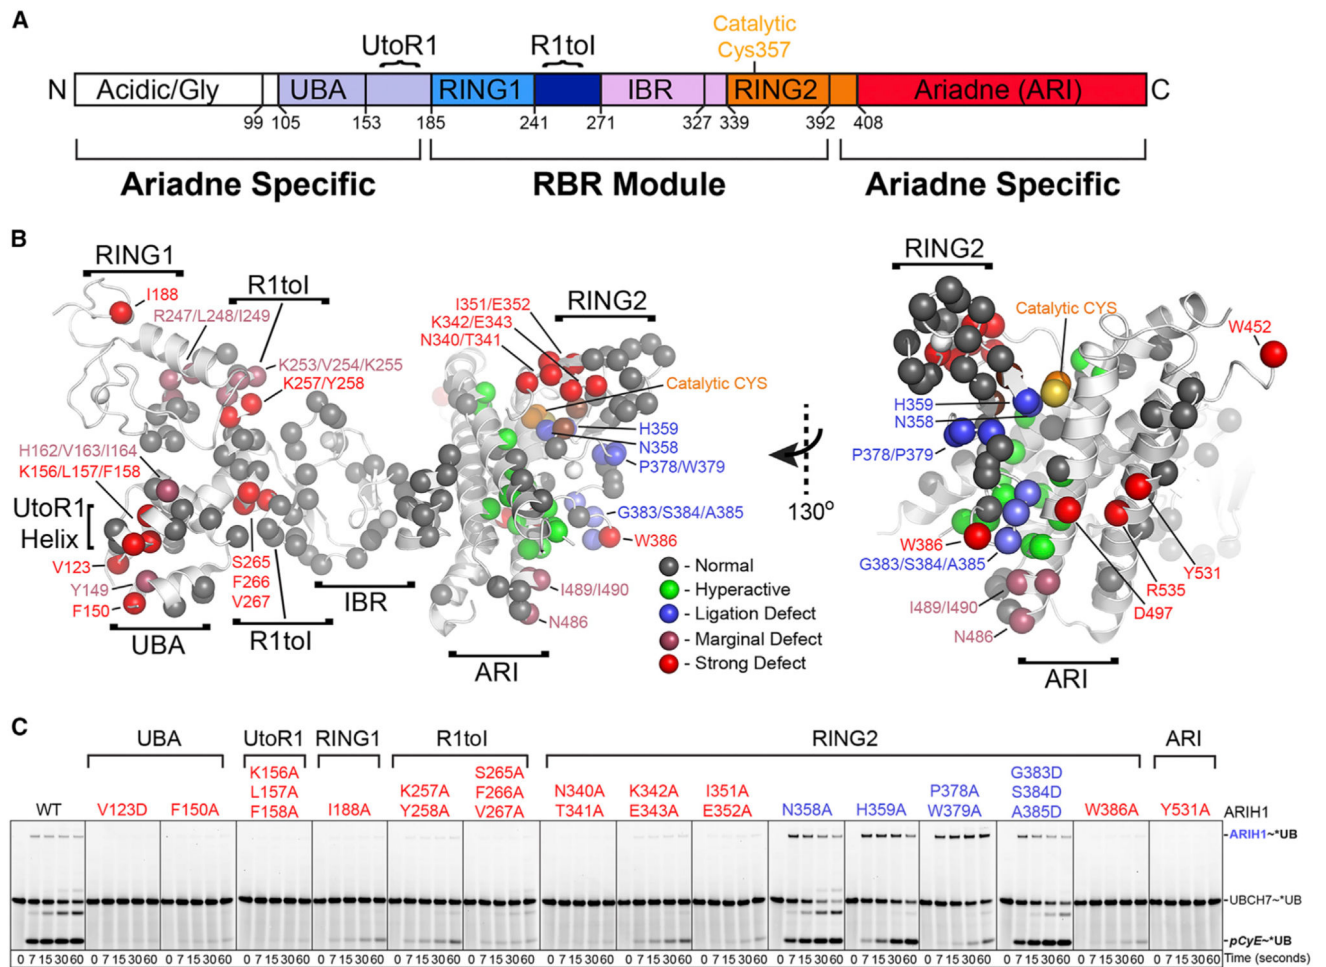 A
Catalytic
Cys357
UtoR1
R1toI
N
Acidic/Gly
UBA
RING1
IBR
RING2
Ariadne (ARI)
C
99
105
153
185
241
271
327
339
392
408
Ariadne Specific
RBR Module
Ariadne Specific
B
RING1
R1toI
I188
R247/L248/I249
K253/V254/K255
K257/Y258
H162/V163/I164
K156/L157/F158
UtoR1
Helix
V123
Y149
F150
UBA
S265
F266
V267
R1toI
IBR
I351/E352
K342/E343
N340/T341
RING2
Catalytic CYS
H359
N358
P378/W379
G383/S384/A385
W386
I489/I490
N486
ARI
- Normal
- Hyperactive
- Ligation Defect
- Marginal Defect
- Strong Defect
130º
RING2
Catalytic CYS
W452
H359
N358
P378/P379
W386
G383/S384/A385
I489/I490
N486
Y531
R535
D497
ARI
C
UBA
UtoR1
RING1
R1toI
RING2
ARI
WT
V123D
F150A
K156A
L157A
F158A
I188A
K257A
Y258A
S265A
F266A
V267A
N340A
T341A
K342A
E343A
I351A
E352A
N358A
H359A
P378A
W379A
G383D
S384D
A385D
W386A
Y531A
ARIH1
-ARIH1~*UB
-UBCH7~*UB
-pCyE~*UB
0 7 15 30 60 0 7 15 30 60 0 7 15 30 60 0 7 15 30 60 0 7 15 30 60 0 7 15 30 60 0 7 15 30 60 0 7 15 30 60 0 7 15 30 60 0 7 15 30 60 0 7 15 30 60 0 7 15 30 60 0 7 15 30 60 0 7 15 30 60 0 7 15 30 60 0 7 15 30 60 Time (seconds)